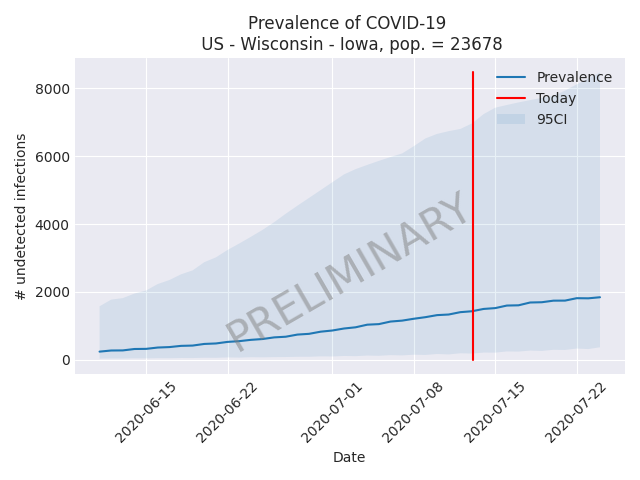 Prevalence of COVID-19
US - Wisconsin - Iowa, pop. = 23678
Prevalence
Today
95CI
8000
6000
4000
2000
0
# undetected infections
PRELIMINARY
2020-06-15
2020-06-22
2020-07-01
2020-07-08
2020-07-15
2020-07-22
Date